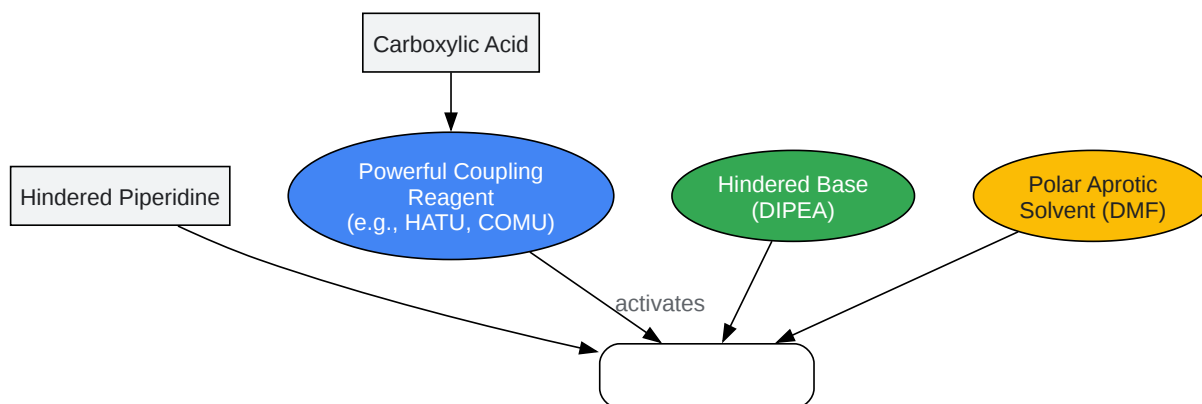 Carboxylic Acid
Hindered Piperidine
Powerful Coupling
Reagent
(e.g., HATU, COMU)
Hindered Base
(DIPEA)
Polar Aprotic
Solvent (DMF)
activates